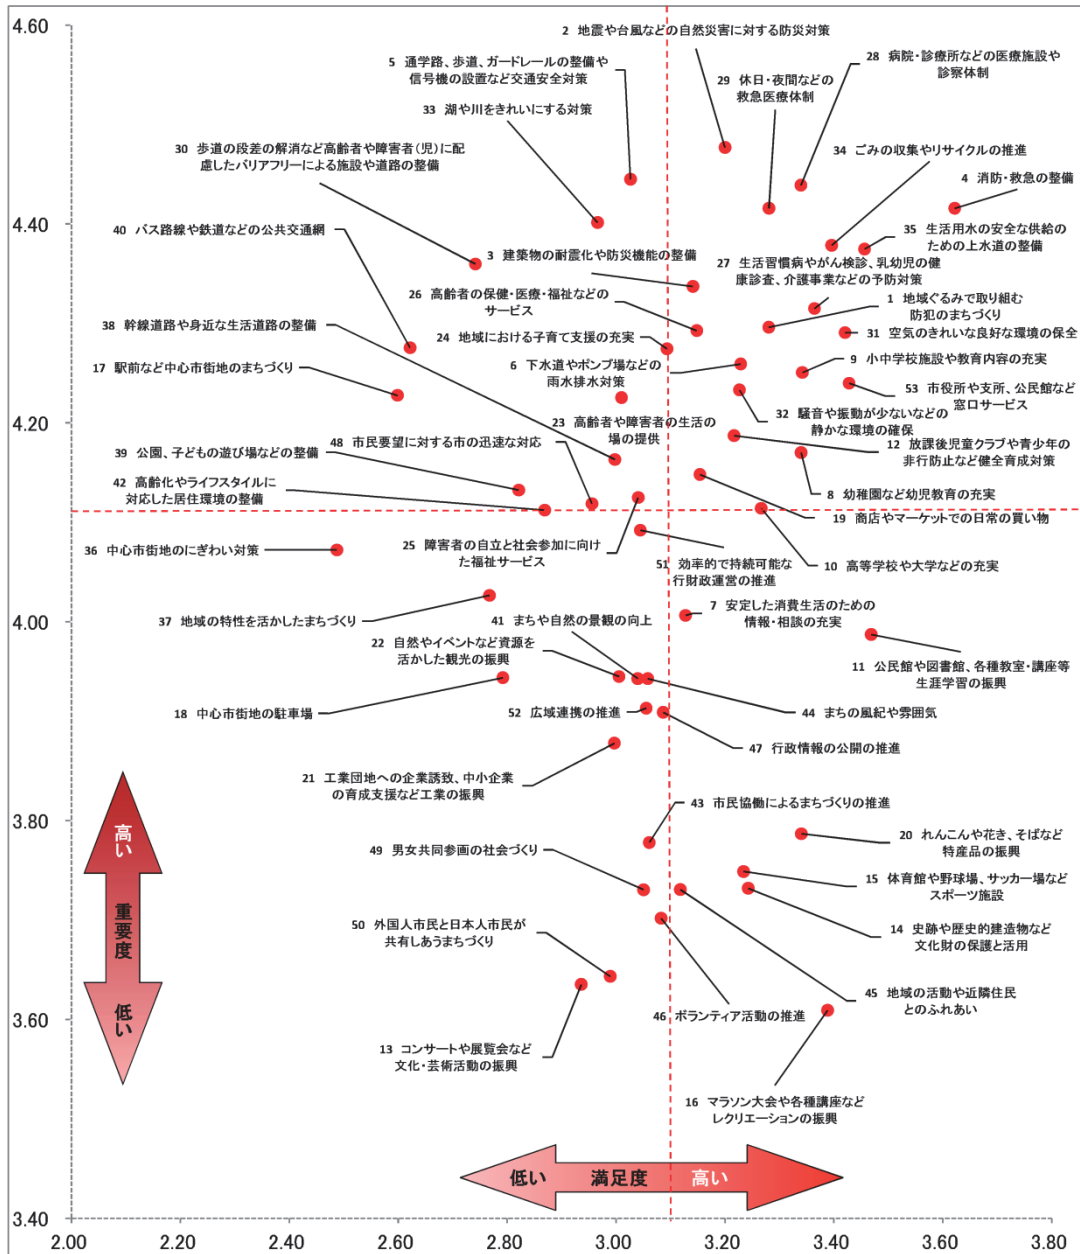 4.60
2 地震や台風などの自然災害に対する防災対策
28 病院・診療所などの医療施設や
診察体制
5 通学路、歩道、ガードレールの整備や
信号機の設置など交通安全対策
29 休日・夜間などの
救急医療体制
33 湖や川をきれいにする対策
30 歩道の段差の解消など高齢者や障害者(児)に配
慮したバリアフリーによる施設や道路の整備
34 ごみの収集やリサイクルの推進
4 消防・救急の整備
4.40
40 バス路線や鉄道などの公共交通網
35 生活用水の安全な供給の
ための上水道の整備
3 建築物の耐震化や防災機能の整備
27 生活習慣病やがん検診、乳幼児の健
康診査、介護事業などの予防対策
26 高齢者の保健・医療・福祉などの
サービス
1 地域ぐるみで取り組む
防犯のまちづくり
38 幹線道路や身近な生活道路の整備
24 地域における子育て支援の充実
31 空気のきれいな良好な環境の保全
17 駅前など中心市街地のまちづくり
6 下水道やポンプ場などの
雨水排水対策
9 小中学校施設や教育内容の充実
53 市役所や支所、公民館など
窓口サービス
4.20
32 騒音や振動が少ないなどの
静かな環境の確保
23 高齢者や障害者の生活の
場の提供
48 市民要望に対する市の迅速な対応
12 放課後児童クラブや青少年の
非行防止など健全育成対策
39 公園、子どもの遊び場などの整備
42 高齢化やライフスタイルに
対応した居住環境の整備
8 幼稚園など幼児教育の充実
19 商店やマーケットでの日常の買い物
36 中心市街地のにぎわい対策
25 障害者の自立と社会参加に向け
た福祉サービス
51 効率的で持続可能な
行財政運営の推進
10 高等学校や大学などの充実
4.00
37 地域の特性を活かしたまちづくり
41 まちや自然の景観の向上
7 安定した消費生活のための
情報・相談の充実
22 自然やイベントなど資源を
活かした観光の振興
11 公民館や図書館、各種教室・講座等
生涯学習の振興
18 中心市街地の駐車場
52 広域連携の推進
44 まちの風紀や雰囲気
47 行政情報の公開の推進
21 工業団地への企業誘致、中小企業
の育成支援など工業の振興
43 市民協働によるまちづくりの推進
3.80
高い
重要度
低い
20 れんこんや花き、そばなど
特産品の振興
49 男女共同参画の社会づくり
15 体育館や野球場、サッカー場など
スポーツ施設
50 外国人市民と日本人市民が
共有しあうまちづくり
14 史跡や歴史的建造物など
文化財の保護と活用
45 地域の活動や近隣住民
とのふれあい
3.60
46 ボランティア活動の推進
13 コンサートや展覧会など
文化・芸術活動の振興
16 マラソン大会や各種講座など
レクリエーションの振興
低い 満足度 高い
3.40
2.00 2.20 2.40 2.60 2.80 3.00 3.20 3.40 3.60 3.80